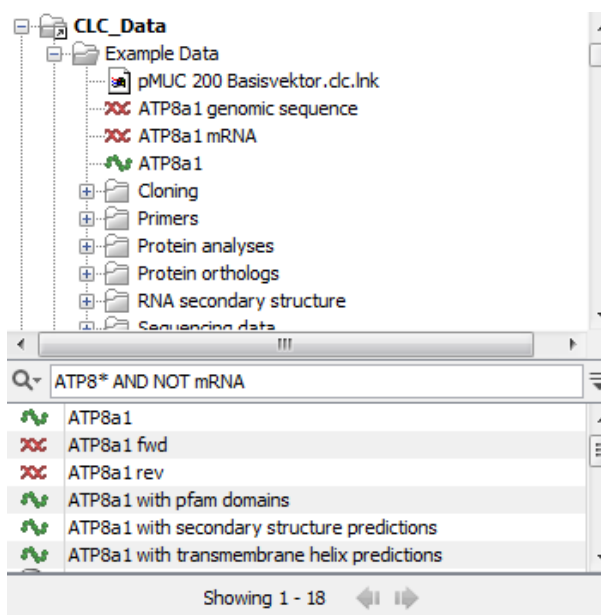 CLC_Data
Example Data
pMUC 200 Basisvektor.clc.lnk
ATP8a1 genomic sequence
ATP8a1 mRNA
ATP8a1
Cloning
Primers
Protein analyses
Protein orthologs
RNA secondary structure
Sequencing data
ATP8* AND NOT mRNA
ATP8a1
ATP8a1 fwd
ATP8a1 rev
ATP8a1 with pfam domains
ATP8a1 with secondary structure predictions
ATP8a1 with transmembrane helix predictions
Showing 1 - 18